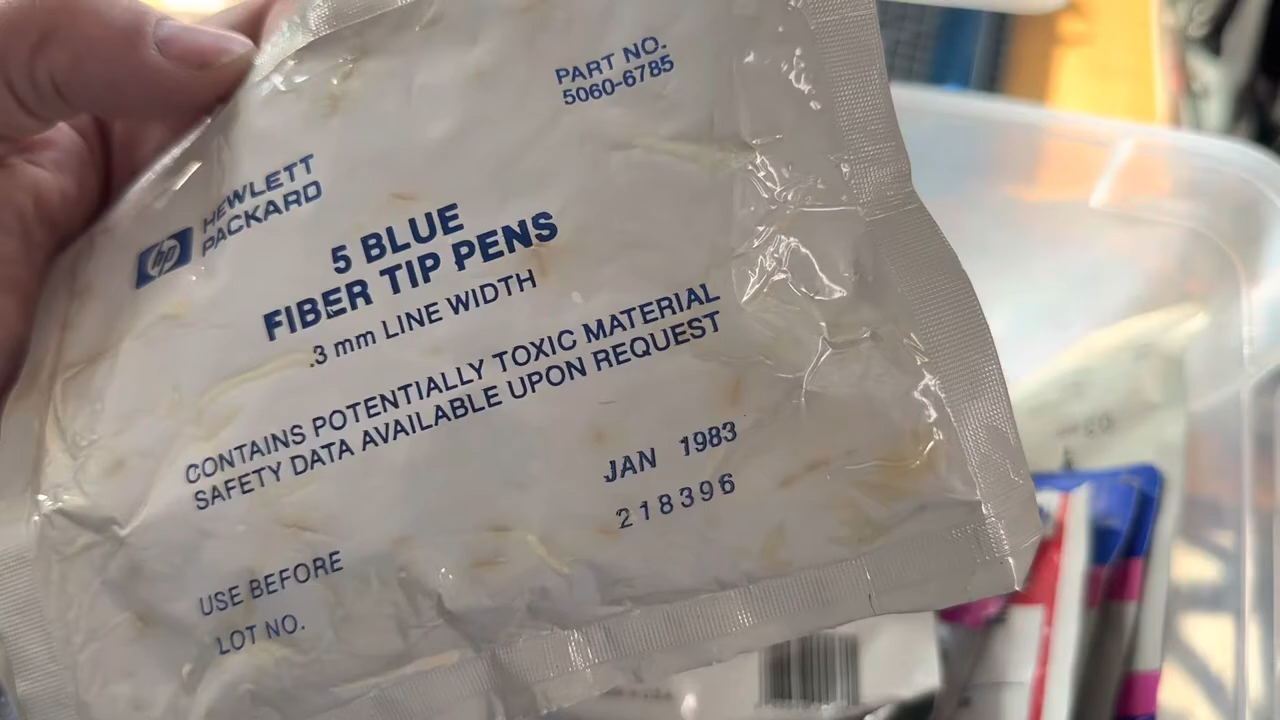 PART NO.
5060-6785
hp
HEWLETT
PACKARD
5 BLUE
FIBER TIP PENS
.3 mm LINE WIDTH
CONTAINS POTENTIALLY TOXIC MATERIAL
SAFETY DATA AVAILABLE UPON REQUEST
USE BEFORE JAN 1983
LOT NO. 218396